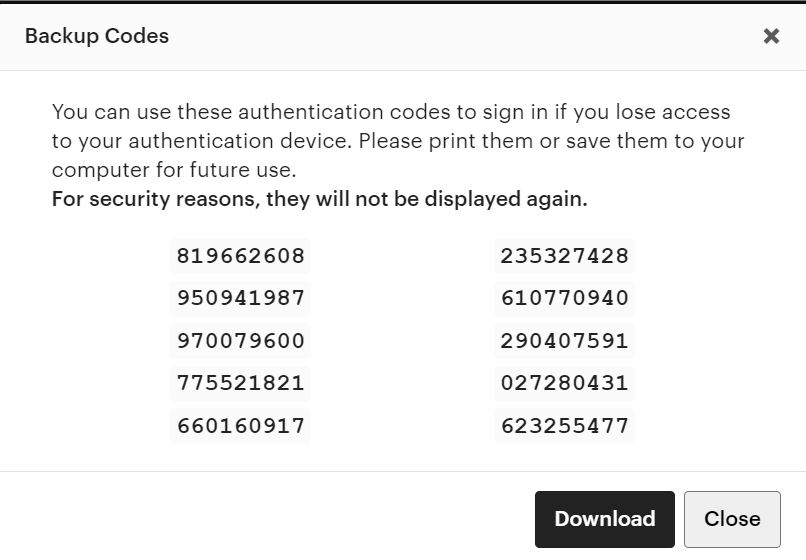 Backup Codes
You can use these authentication codes to sign in if you lose access
to your authentication device. Please print them or save them to your
computer for future use.
For security reasons, they will not be displayed again.
819662608 235327428
950941987 610770940
970079600 290407591
775521821 027280431
660160917 623255477
Download Close